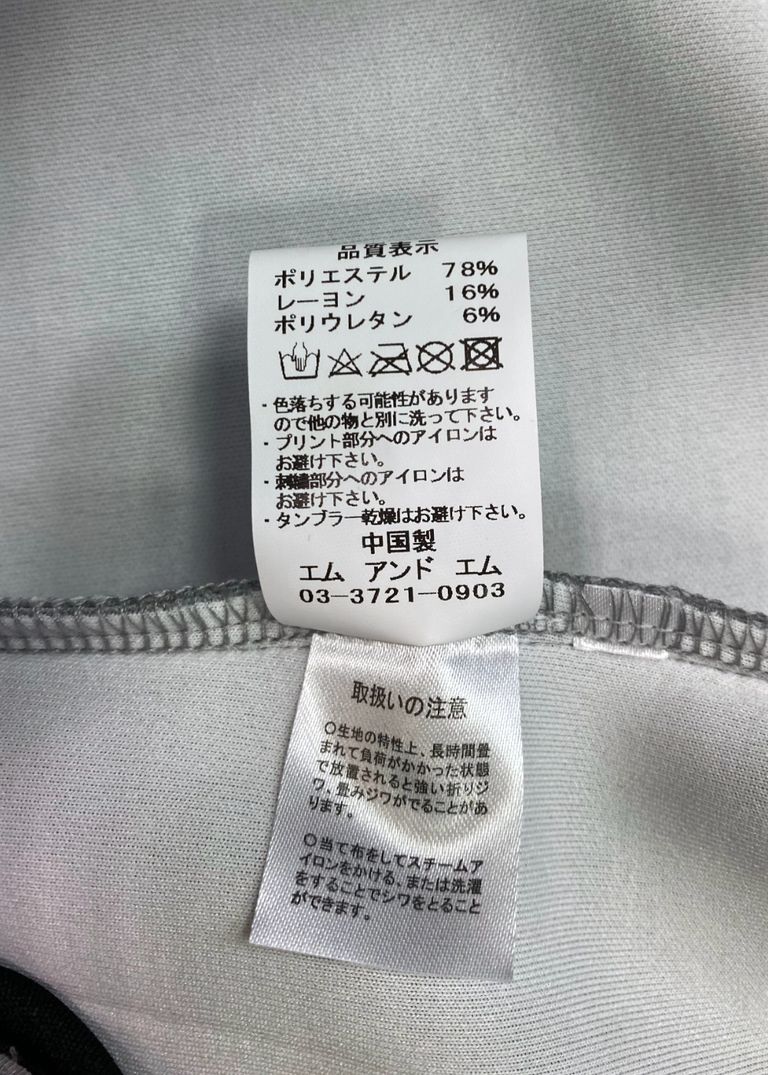 品質表示
ポリエステル 78%
レーヨン 16%
ポリウレタン 6%
・色落ちする可能性があります
ので他の物と別に洗って下さい。
・プリント部分へのアイロンは
お避け下さい。
・刺繍部分へのアイロンは
お避け下さい。
・タンブラー乾燥はお避け下さい。
中国製
エム アンド エム
03-3721-0903
取扱いの注意
○生地の特性上、長時間畳
まれて負荷がかかった状態
で放置されると強い折りジ
ワ、畳みジワがでることがあ
ります。
○当て布をしてスチームア
イロンをかける、または洗濯
をすることでシワをとること
ができます。